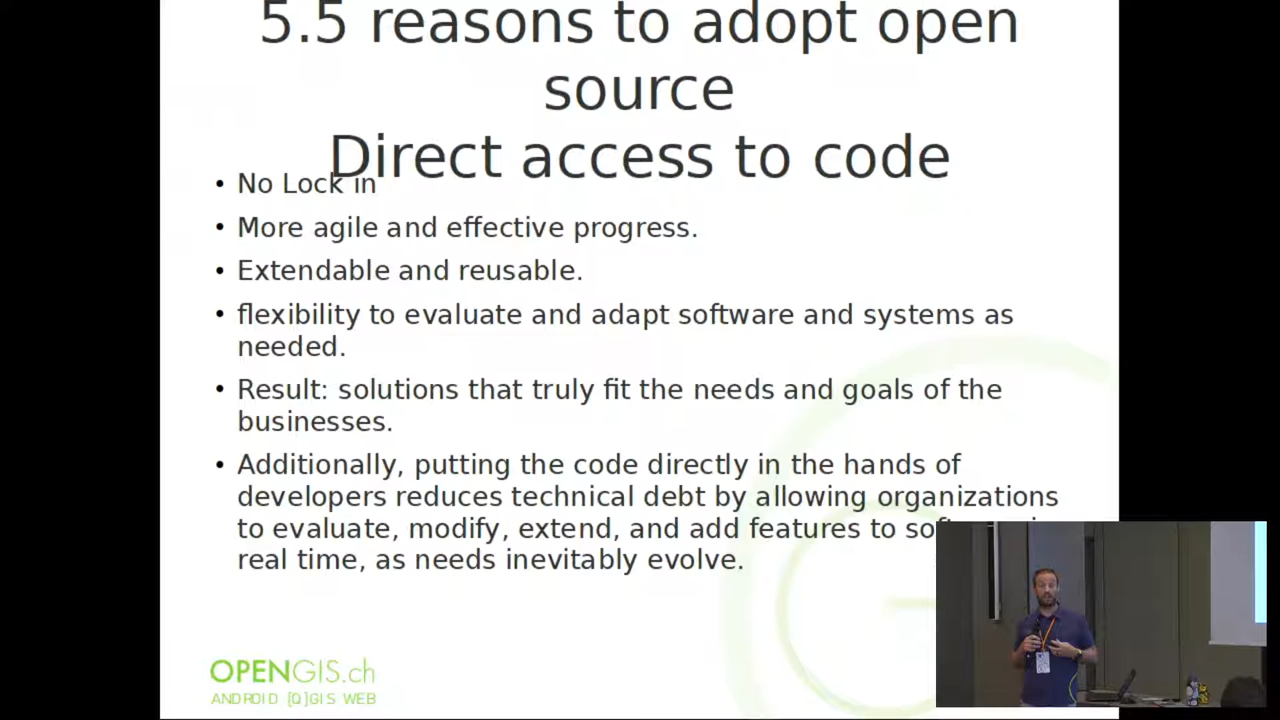 5.5 reasons to adopt open
source
Direct access to code
• No Lock in
• More agile and effective progress.
• Extendable and reusable.
• flexibility to evaluate and adapt software and systems as
needed.
• Result: solutions that truly fit the needs and goals of the
businesses.
• Additionally, putting the code directly in the hands of
developers reduces technical debt by allowing organizations
to evaluate, modify, extend, and add features to
real time, as needs inevitably evolve.
OPENGIS.ch
ANDROID [Q]GIS WEB